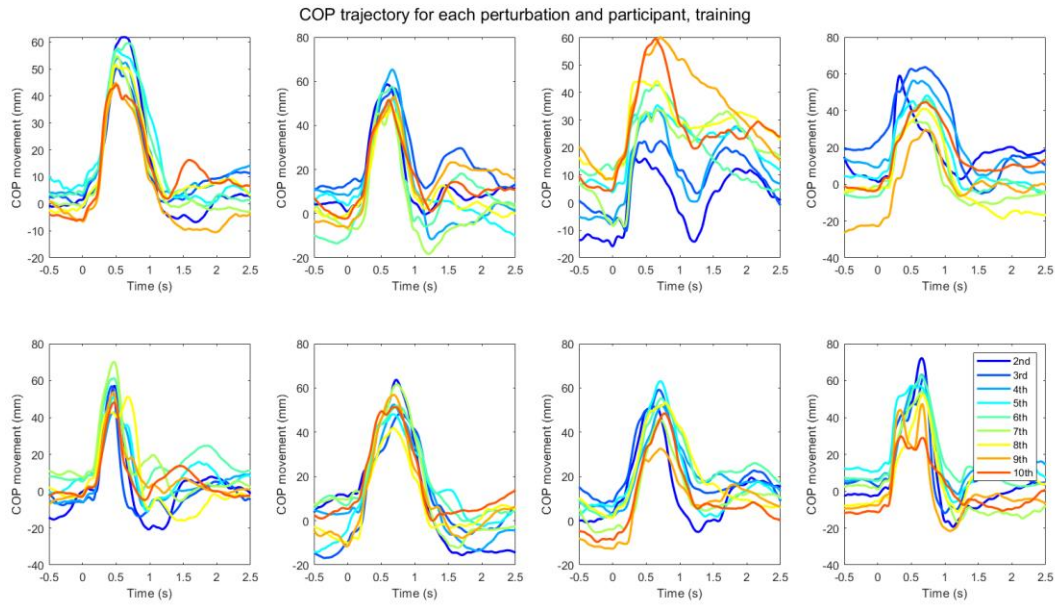 COP trajectory for each perturbation and participant, training
60
50
40
30
20
10
0
-10
-20
COP movement (mm)
-0.5 0 0.5 1 1.5 2 2.5
Time (s)
80
60
40
20
0
-20
COP movement (mm)
-0.5 0 0.5 1 1.5 2 2.5
Time (s)
60
50
40
30
20
10
0
-10
-20
COP movement (mm)
-0.5 0 0.5 1 1.5 2 2.5
Time (s)
80
60
40
20
0
-20
-40
COP movement (mm)
-0.5 0 0.5 1 1.5 2 2.5
Time (s)
80
60
40
20
0
-20
-40
COP movement (mm)
-0.5 0 0.5 1 1.5 2 2.5
Time (s)
80
60
40
20
0
-20
COP movement (mm)
-0.5 0 0.5 1 1.5 2 2.5
Time (s)
80
60
40
20
0
-20
COP movement (mm)
-0.5 0 0.5 1 1.5 2 2.5
Time (s)
80
60
40
20
0
-20
-40
COP movement (mm)
-0.5 0 0.5 1 1.5 2 2.5
Time (s)
2nd
3rd
4th
5th
6th
7th
8th
9th
10th